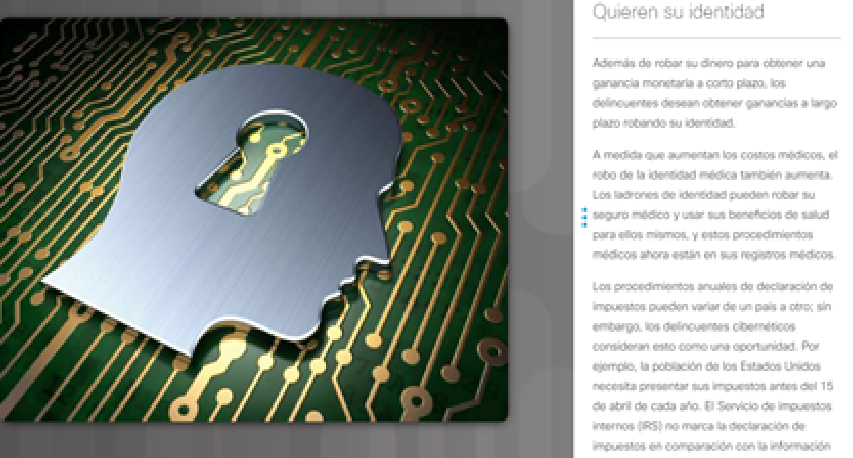 Quieren su identidad
Además de robar su dinero para obtener una
ganancia monetaria a corto plazo, los
delincuentes desean obtener ganancias a largo
plazo robando su identidad.
A medida que aumentan los costos médicos, el
robo de la identidad médica también aumenta.
Los ladrones de identidad pueden robar su
seguro médico y usar sus beneficios de salud
para ellos mismos, y estos procedimientos
médicos ahora están en sus registros médicos.
Los procedimientos anuales de declaración de
impuestos pueden variar de un país a otro; sin
embargo, los delincuentes cibernéticos
consideran esto como una oportunidad. Por
ejemplo, la población de los Estados Unidos
necesita presentar sus impuestos antes del 15
de abril de cada año. El Servicio de impuestos
internos (IRS) no marca la declaración de
impuestos en comparación con la información